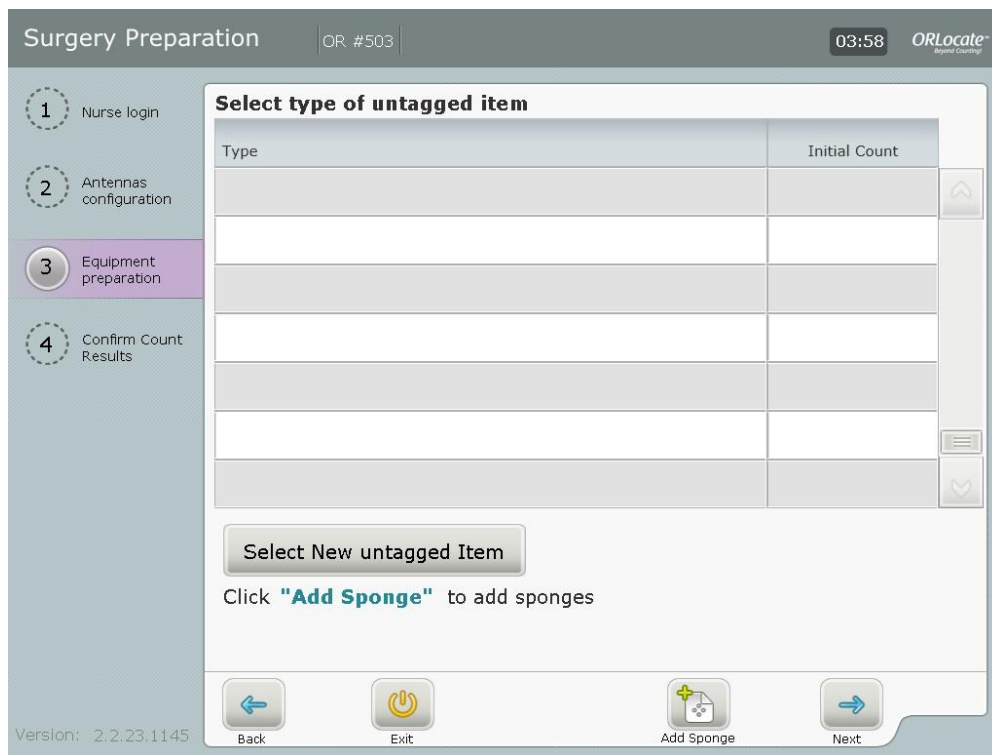 Surgery Preparation
OR #503
03:58
ORLocate™
Beyond Counting!
1
Nurse login
2
Antennas
configuration
3
Equipment
preparation
4
Confirm Count
Results
Version: 2.2.23.1145
Select type of untagged item
Type
Initial Count
Select New untagged Item
Click "Add Sponge" to add sponges
Back
Exit
Add Sponge
Next